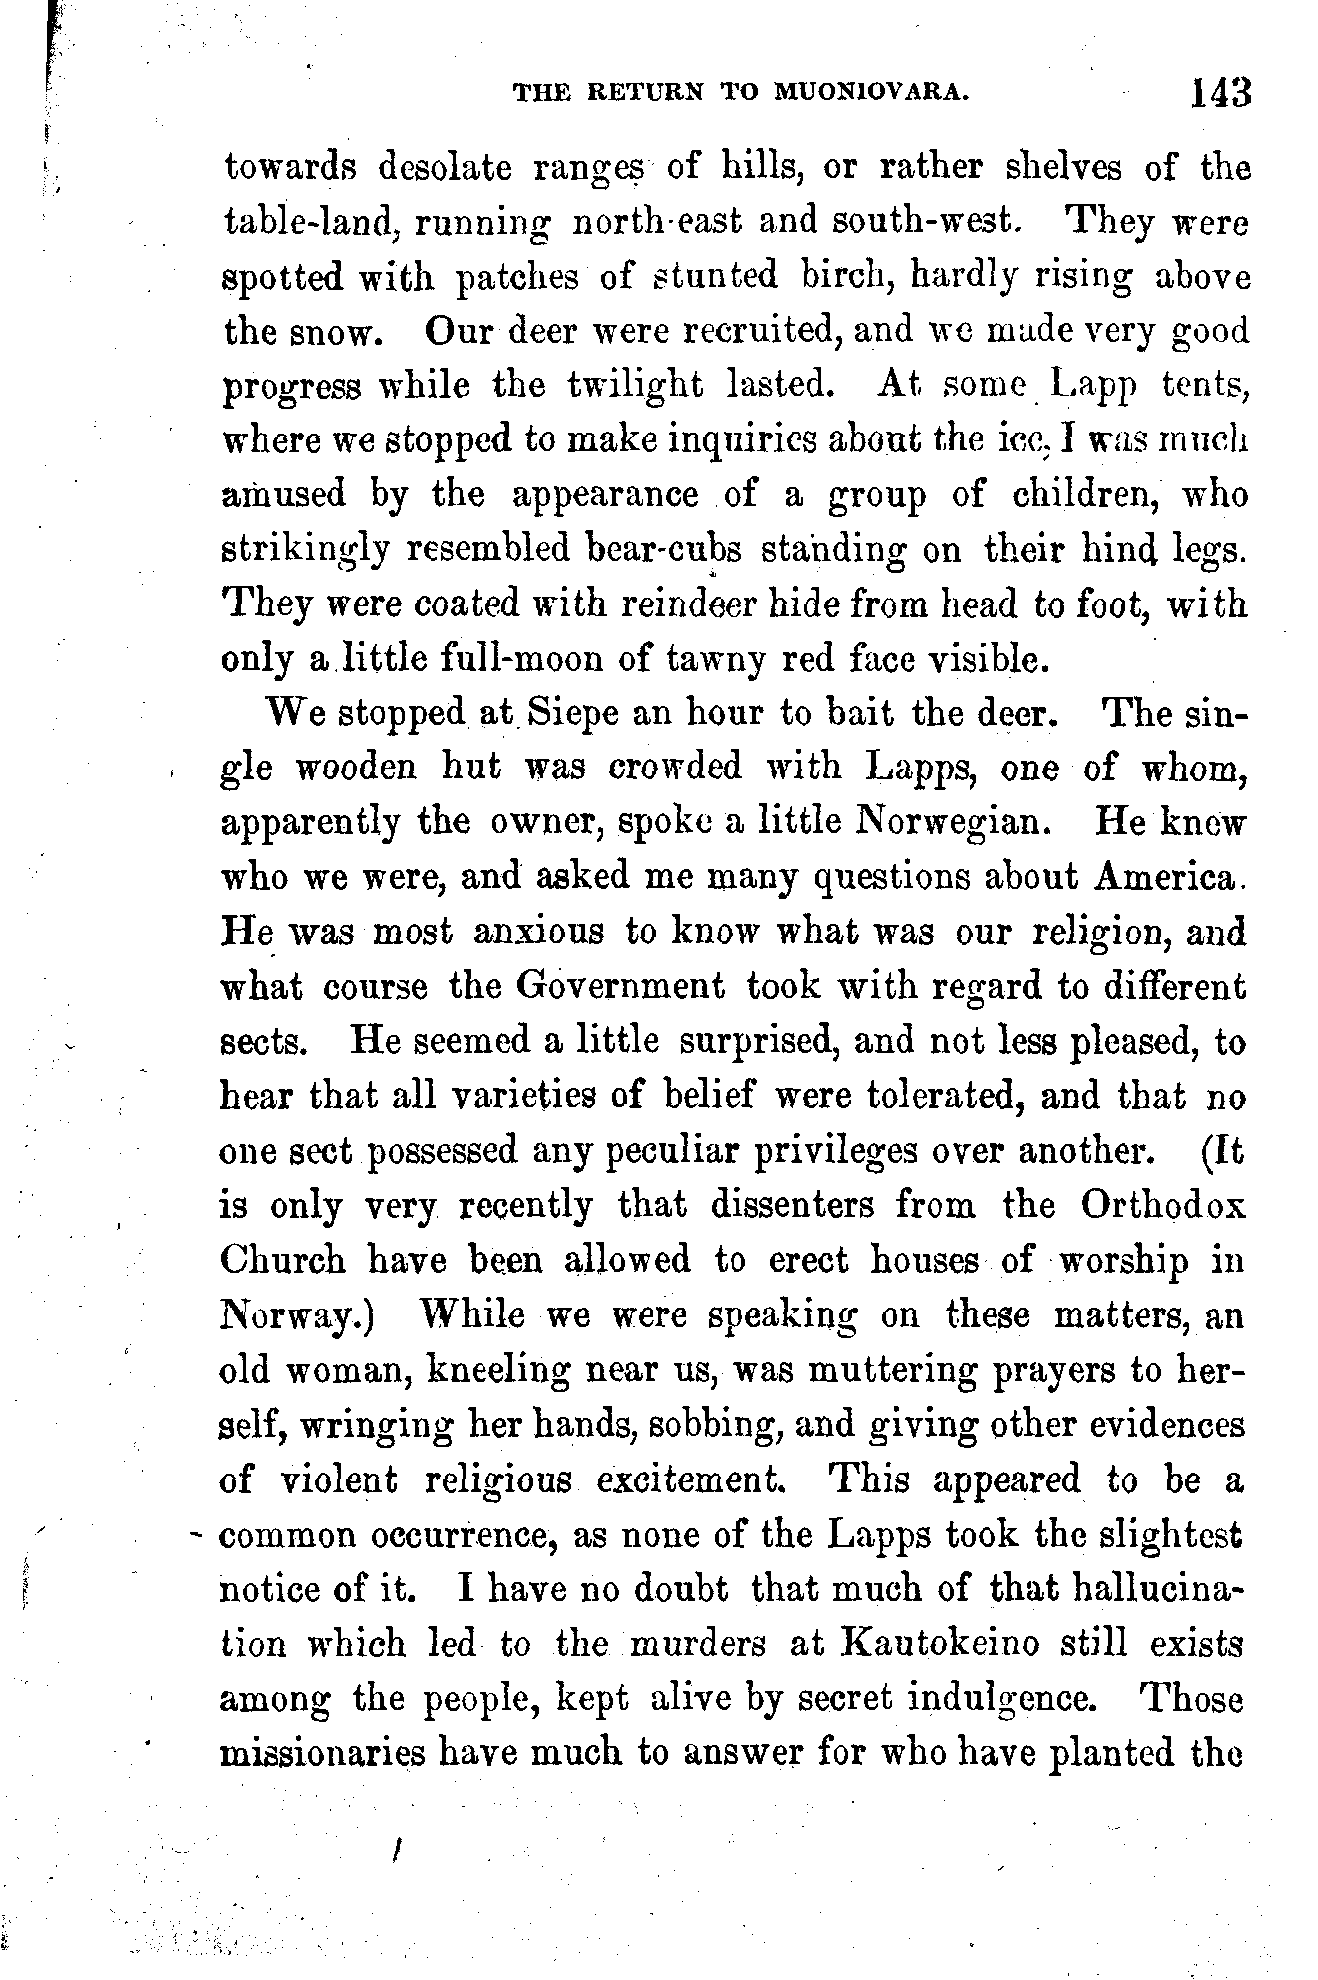 THE RETURN TO MUONIOVARA. 143
towards desolate ranges of hills, or rather shelves of the
table-land, running north-east and south-west. They were
spotted with patches of stunted birch, hardly rising above
the snow. Our deer were recruited, and we made very good
progress while the twilight lasted. At some Lapp tents,
where we stopped to make inquiries about the ice, I was much
amused by the appearance of a group of children, who
strikingly resembled bear-cubs standing on their hind legs.
They were coated with reindeer hide from head to foot, with
only a little full-moon of tawny red face visible.
We stopped at Siepe an hour to bait the deer. The sin-
gle wooden hut was crowded with Lapps, one of whom,
apparently the owner, spoke a little Norwegian. He knew
who we were, and asked me many questions about America.
He was most anxious to know what was our religion, and
what course the Government took with regard to different
sects. He seemed a little surprised, and not less pleased, to
hear that all varieties of belief were tolerated, and that no
one sect possessed any peculiar privileges over another. (It
is only very recently that dissenters from the Orthodox
Church have been allowed to erect houses of worship in
Norway.) While we were speaking on these matters, an
old woman, kneeling near us, was muttering prayers to her-
self, wringing her hands, sobbing, and giving other evidences
of violent religious excitement. This appeared to be a
common occurrence, as none of the Lapps took the slightest
notice of it. I have no doubt that much of that hallucina-
tion which led to the murders at Kautokeino still exists
among the people, kept alive by secret indulgence. Those
missionaries have much to answer for who have planted the